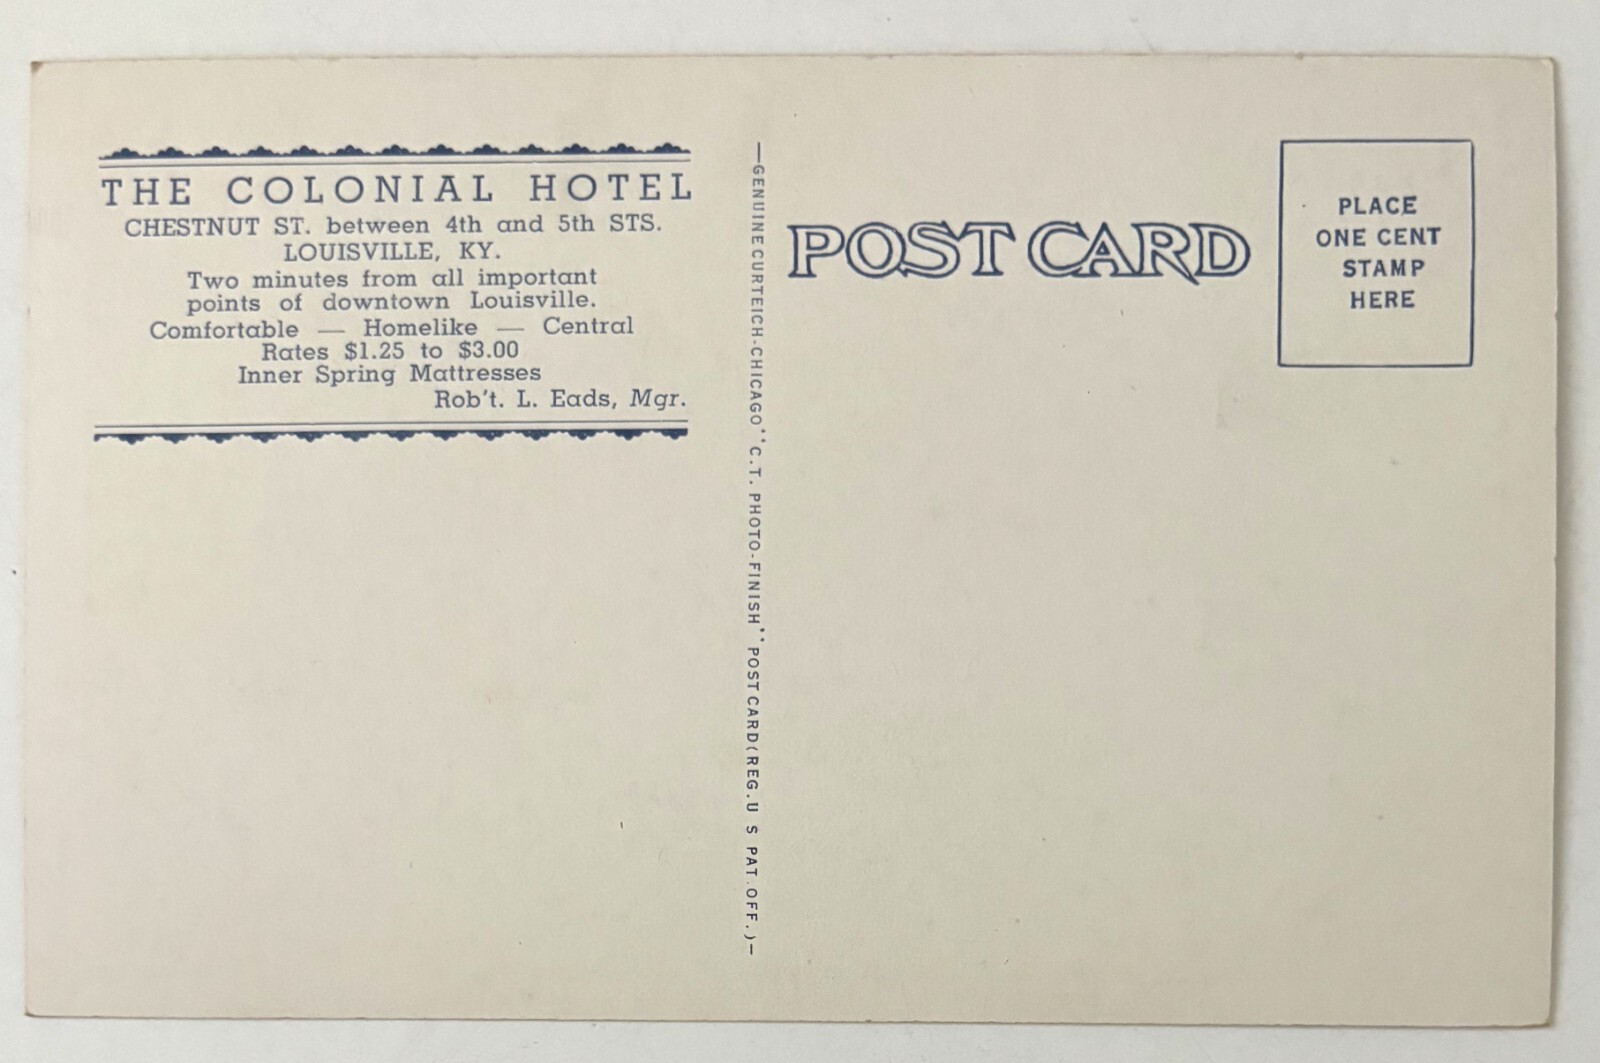 THE COLONIAL HOTEL
CHESTNUT ST. between 4th and 5th STS.
LOUISVILLE, KY.
Two minutes from all important
points of downtown Louisville.
Comfortable — Homelike — Central
Rates $1.25 to $3.00
Inner Spring Mattresses
Rob't. L. Eads, Mgr.
—GENUINE CURTEICH-CHICAGO "C.T. PHOTO-FINISH" POST CARD (REG. U S PAT. OFF.)—
POST CARD
PLACE
ONE CENT
STAMP
HERE